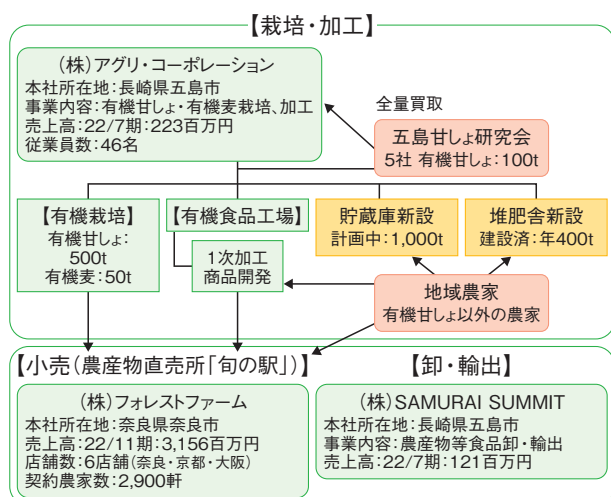 【栽培・加工】
(株)アグリ・コーポレーション
本社所在地：長崎県五島市
事業内容：有機甘しょ・有機麦栽培、加工
売上高：22/7期：223百万円
従業員数：46名
全量買取
五島甘しょ研究会
5社 有機甘しょ：100t
【有機栽培】
有機甘しょ：
500t
有機麦：50t
【有機食品工場】
1次加工
商品開発
貯蔵庫新設
計画中：1,000t
堆肥舎新設
建設済：年400t
地域農家
有機甘しょ以外の農家
【小売(農産物直売所「旬の駅」)】
(株)フォレストファーム
本社所在地：奈良県奈良市
売上高：22/11期：3,156百万円
店舗数：6店舗(奈良・京都・大阪)
契約農家数：2,900軒
【卸・輸出】
(株)SAMURAI SUMMIT
本社所在地：長崎県五島市
事業内容：農産物等食品卸・輸出
売上高：22/7期：121百万円